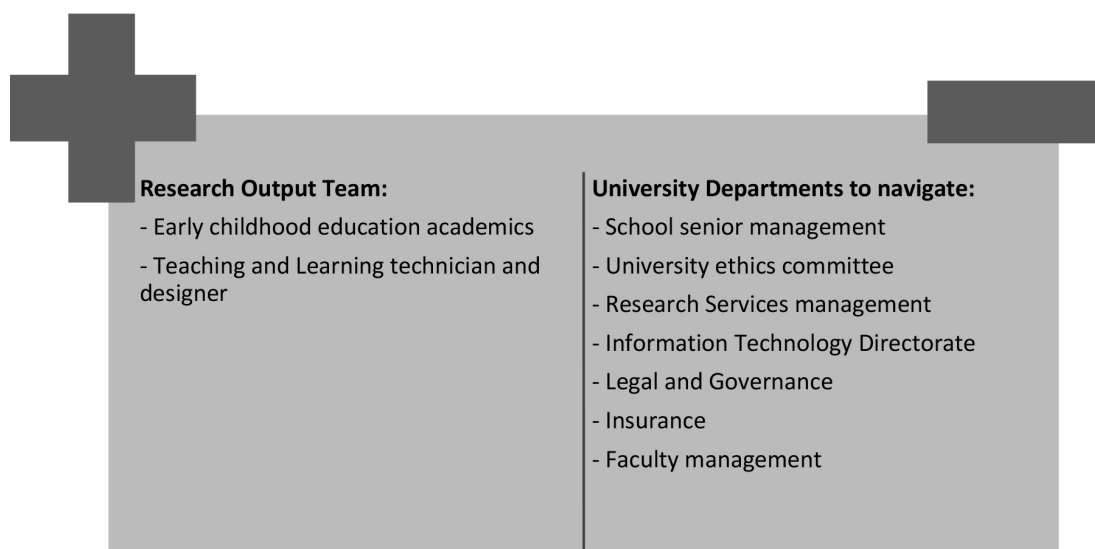 Research Output Team:
- Early childhood education academics
- Teaching and Learning technician and
designer
University Departments to navigate:
- School senior management
- University ethics committee
- Research Services management
- Information Technology Directorate
- Legal and Governance
- Insurance
- Faculty management